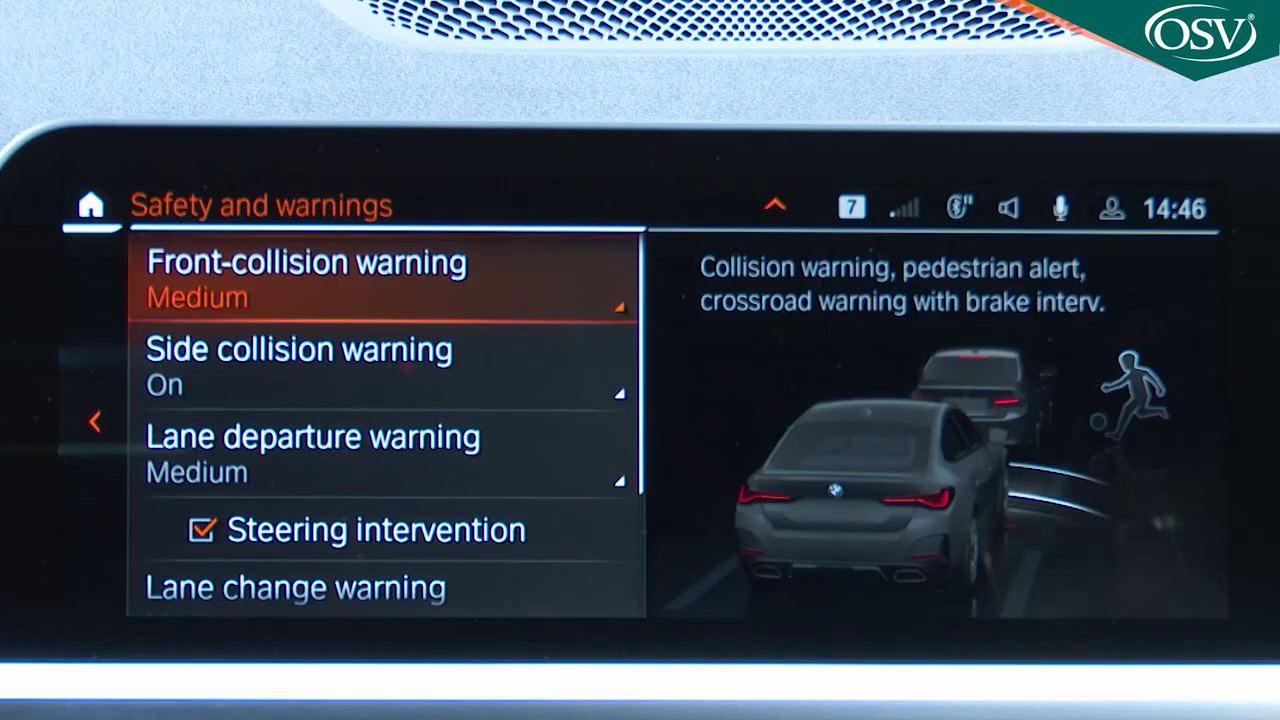 OSV®
Safety and warnings
7
14:46
Front-collision warning
Medium
Side collision warning
On
Lane departure warning
Medium
Steering intervention
Lane change warning
Collision warning, pedestrian alert,
crossroad warning with brake interv.